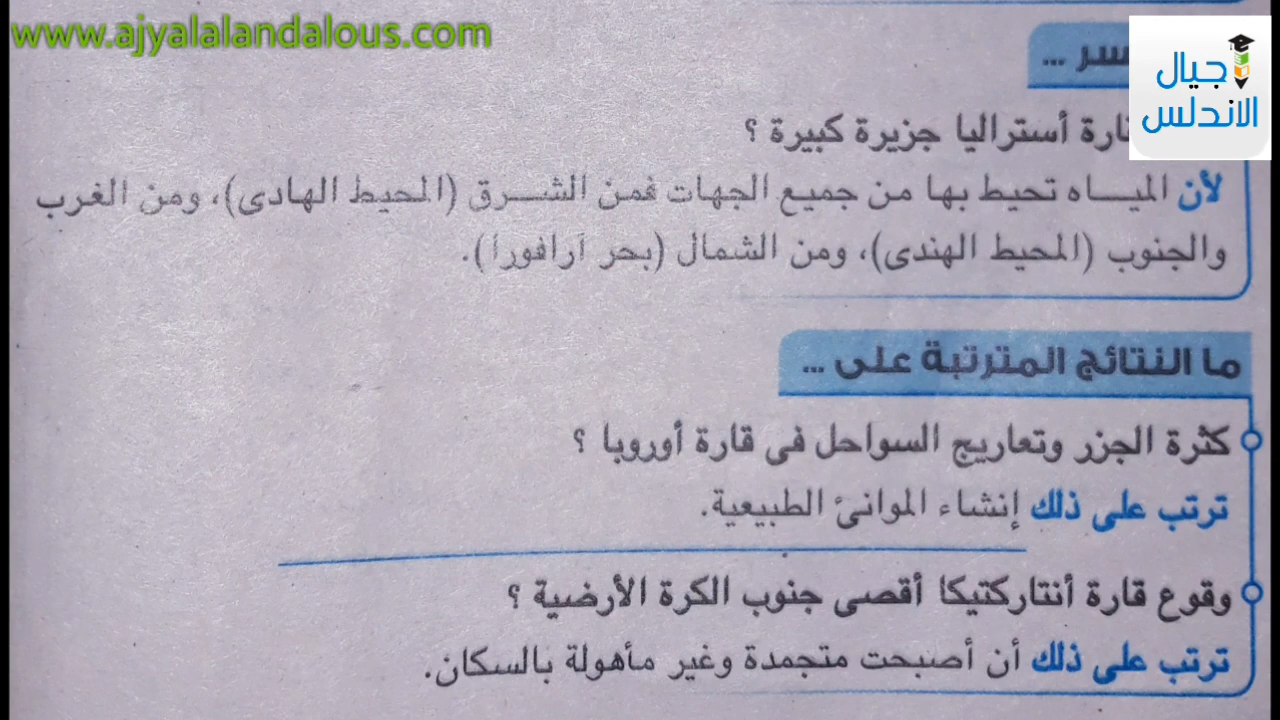 www.ajyalalandalous.com
جيال
الاندلس
سر ...
ارة أستراليا جزيرة كبيرة ؟
لأن الميـاه تحيط بها من جميع الجهات فمن الشـرق (المحيط الهادى)، ومن الغرب
والجنوب (المحيط الهندى)، ومن الشمال (بحر آرافورا).
ما النتائج المترتبة على ...
كثرة الجزر وتعاريج السواحل فى قارة أوروبا ؟
ترتب على ذلك إنشاء الموانئ الطبيعية.
وقوع قارة أنتاركتيكا أقصى جنوب الكرة الأرضية ؟
ترتب على ذلك أن أصبحت متجمدة وغير مأهولة بالسكان.